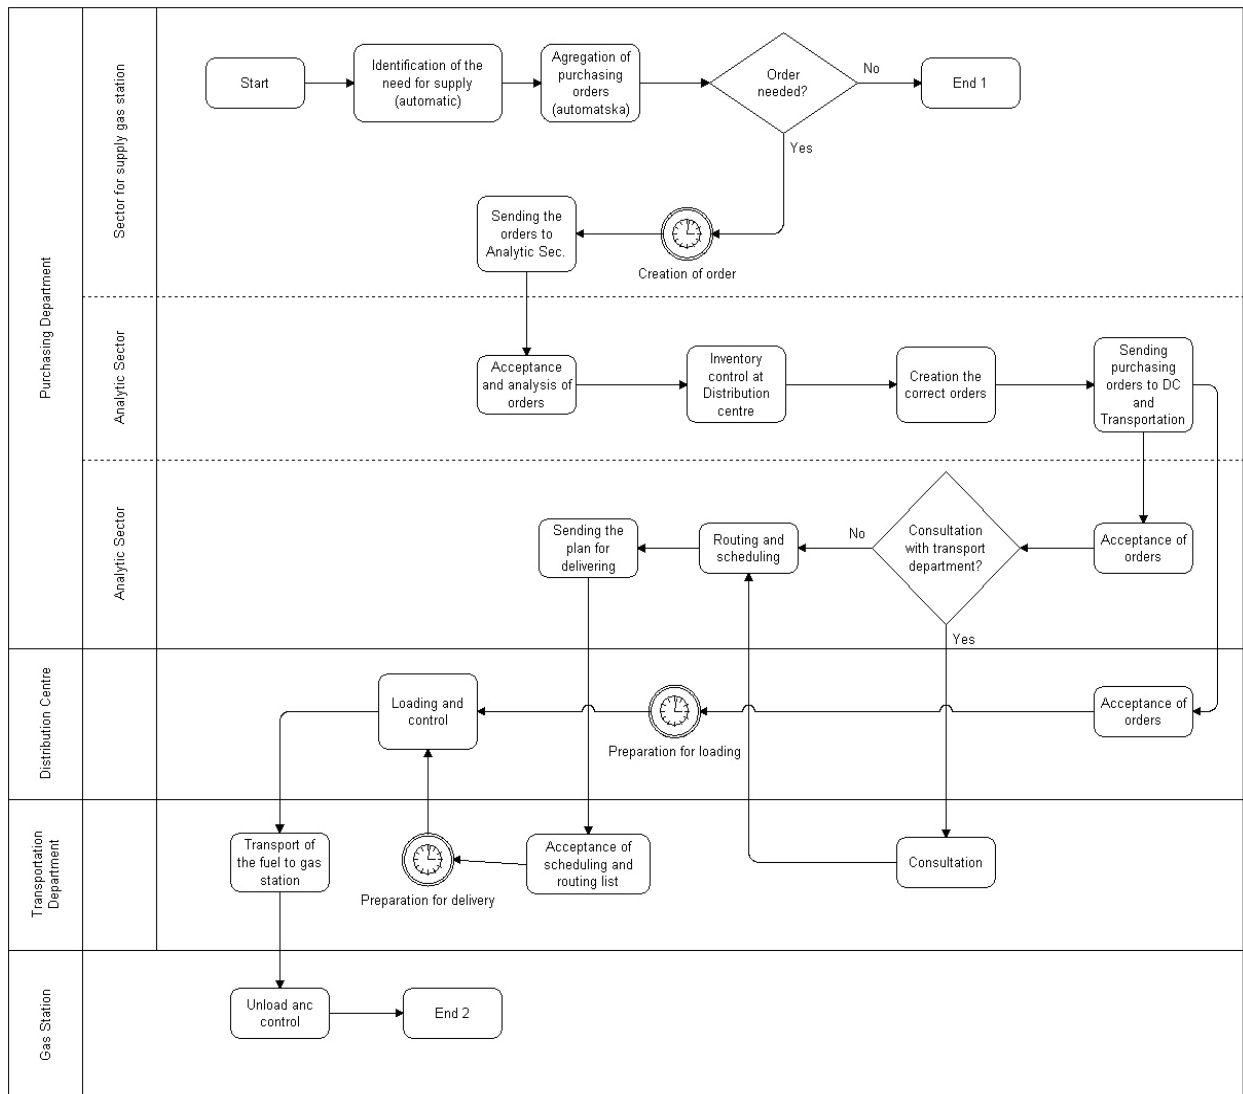 Purchasing Department
Sector for supply gas station
Start
Identification of the
need for supply
(automatic)
Agregation of
purchasing
orders
(automatska)
Order
needed?
No
End 1
Yes
Sending the
orders to
Analytic Sec.
Creation of order
Analytic Sector
Acceptance
and analysis of
orders
Inventory
control at
Distribution
centre
Creation the
correct orders
Sending
purchasing
orders to DC
and
Transportation
Analytic Sector
Sending the
plan for
delivering
Routing and
scheduling
No
Consultation
with transport
department?
Acceptance of
orders
Yes
Distribution Centre
Loading and
control
Preparation for loading
Acceptance of
orders
Transportation
Department
Transport of
the fuel to gas
station
Preparation for delivery
Acceptance of
scheduling and
routing list
Consultation
Gas Station
Unload anc
control
End 2